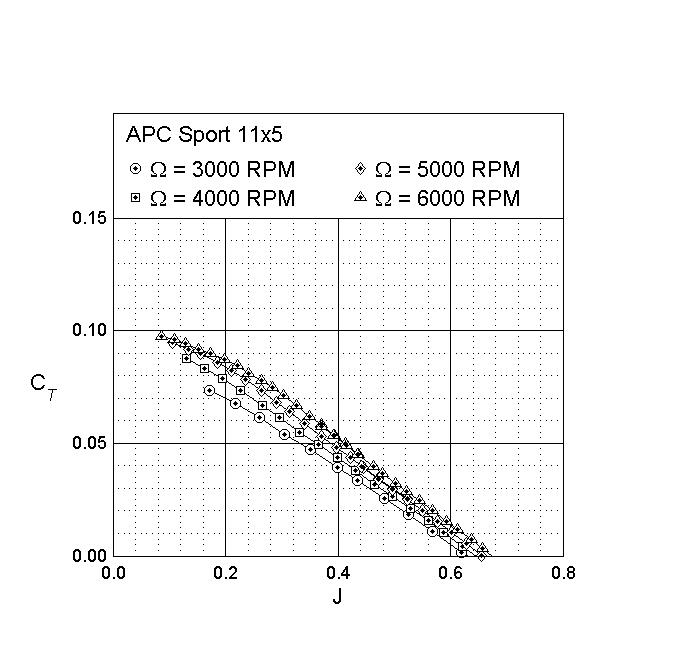 APC Sport 11x5
Ω = 3000 RPM Ω = 5000 RPM
Ω = 4000 RPM Ω = 6000 RPM
0.15
0.10
C_T
0.05
0.00
0.0 0.2 0.4 0.6 0.8
J